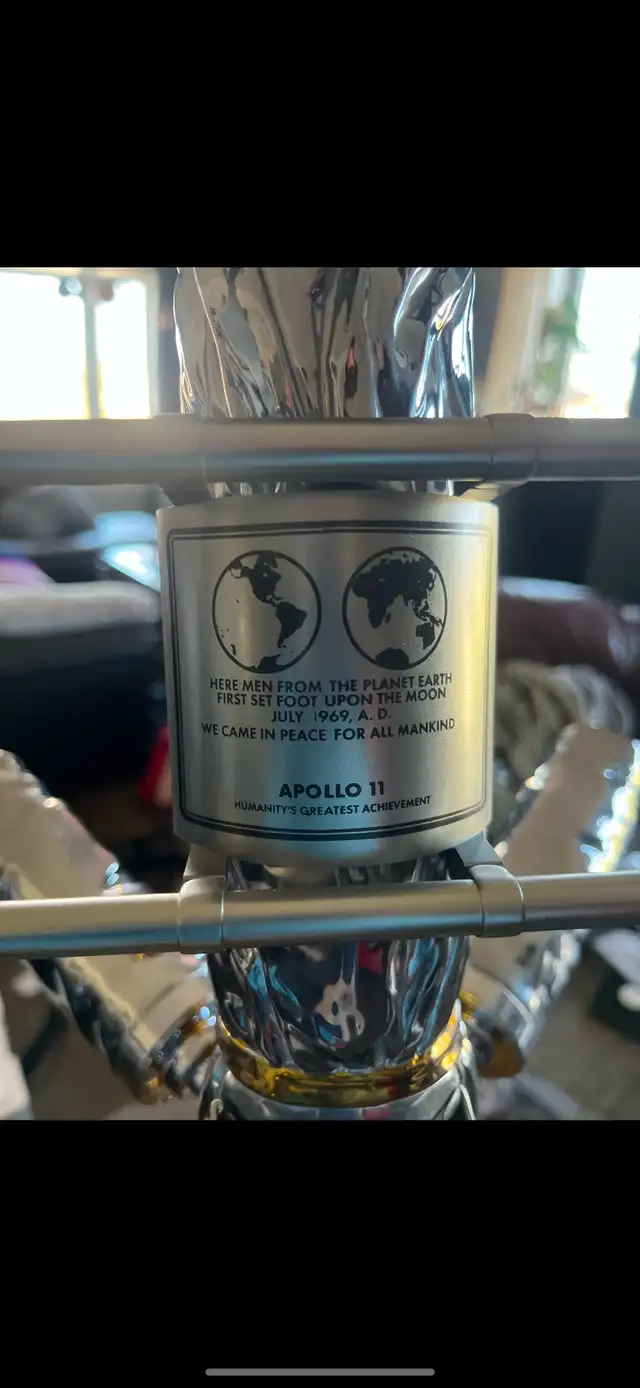 HERE MEN FROM THE PLANET EARTH
FIRST SET FOOT UPON THE MOON
JULY 1969, A. D.
WE CAME IN PEACE FOR ALL MANKIND
APOLLO 11
HUMANITY'S GREATEST ACHIEVEMENT